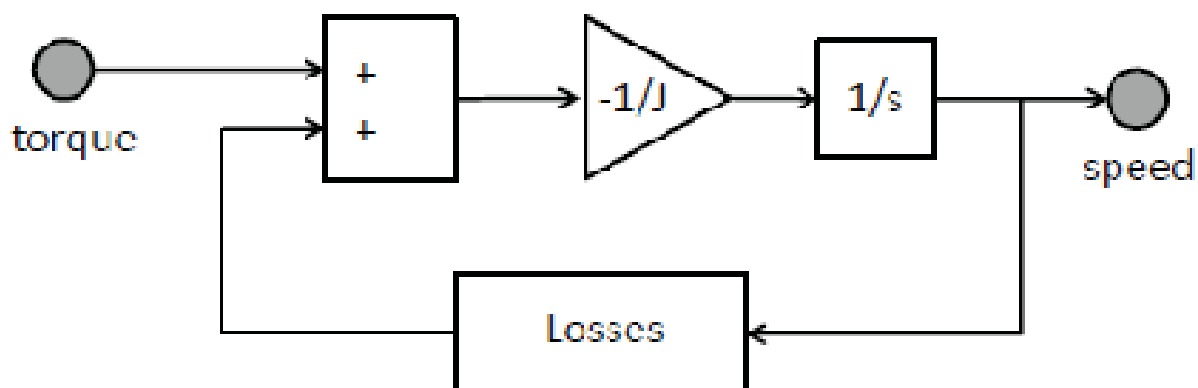 torque
+
+
-1/J
1/s
speed
Losses